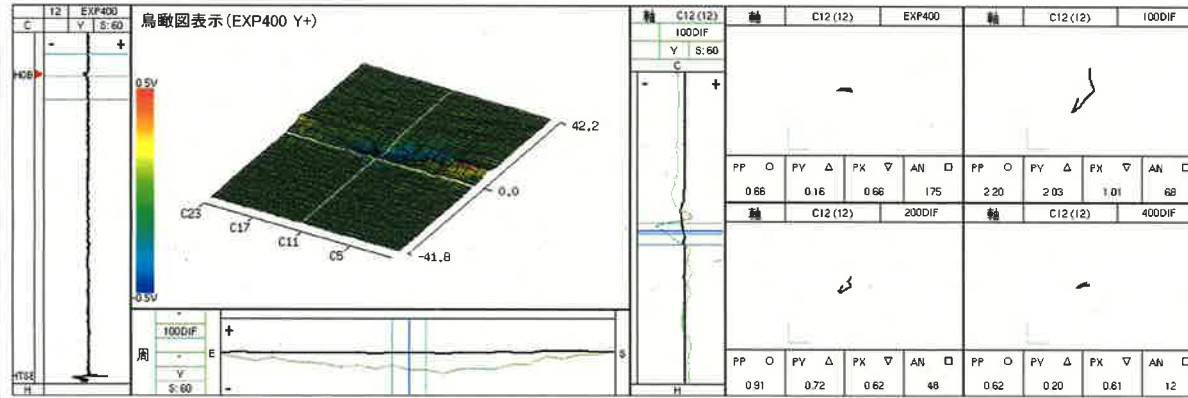 12 EXP400
C Y S:60
- +
HOB
HTSE
H
鳥瞰図表示(EXP400 Y+)
0.5V
-0.5V
C23
C17
C11
C5
42.2
0.0
-41.8
周
-
100DIF
-
Y
S:60
+
E
S
-
軸 C12(12)
100DIF
Y S:60
C
- +
H
軸 C12(12) EXP400
PP ○ PY △ PX ▽ AN □
0.66 0.16 0.66 175
軸 C12(12) 100DIF
PP ○ PY △ PX ▽ AN □
2.20 2.03 1.01 68
軸 C12(12) 200DIF
PP ○ PY △ PX ▽ AN □
0.91 0.72 0.62 48
軸 C12(12) 400DIF
PP ○ PY △ PX ▽ AN □
0.62 0.20 0.61 12